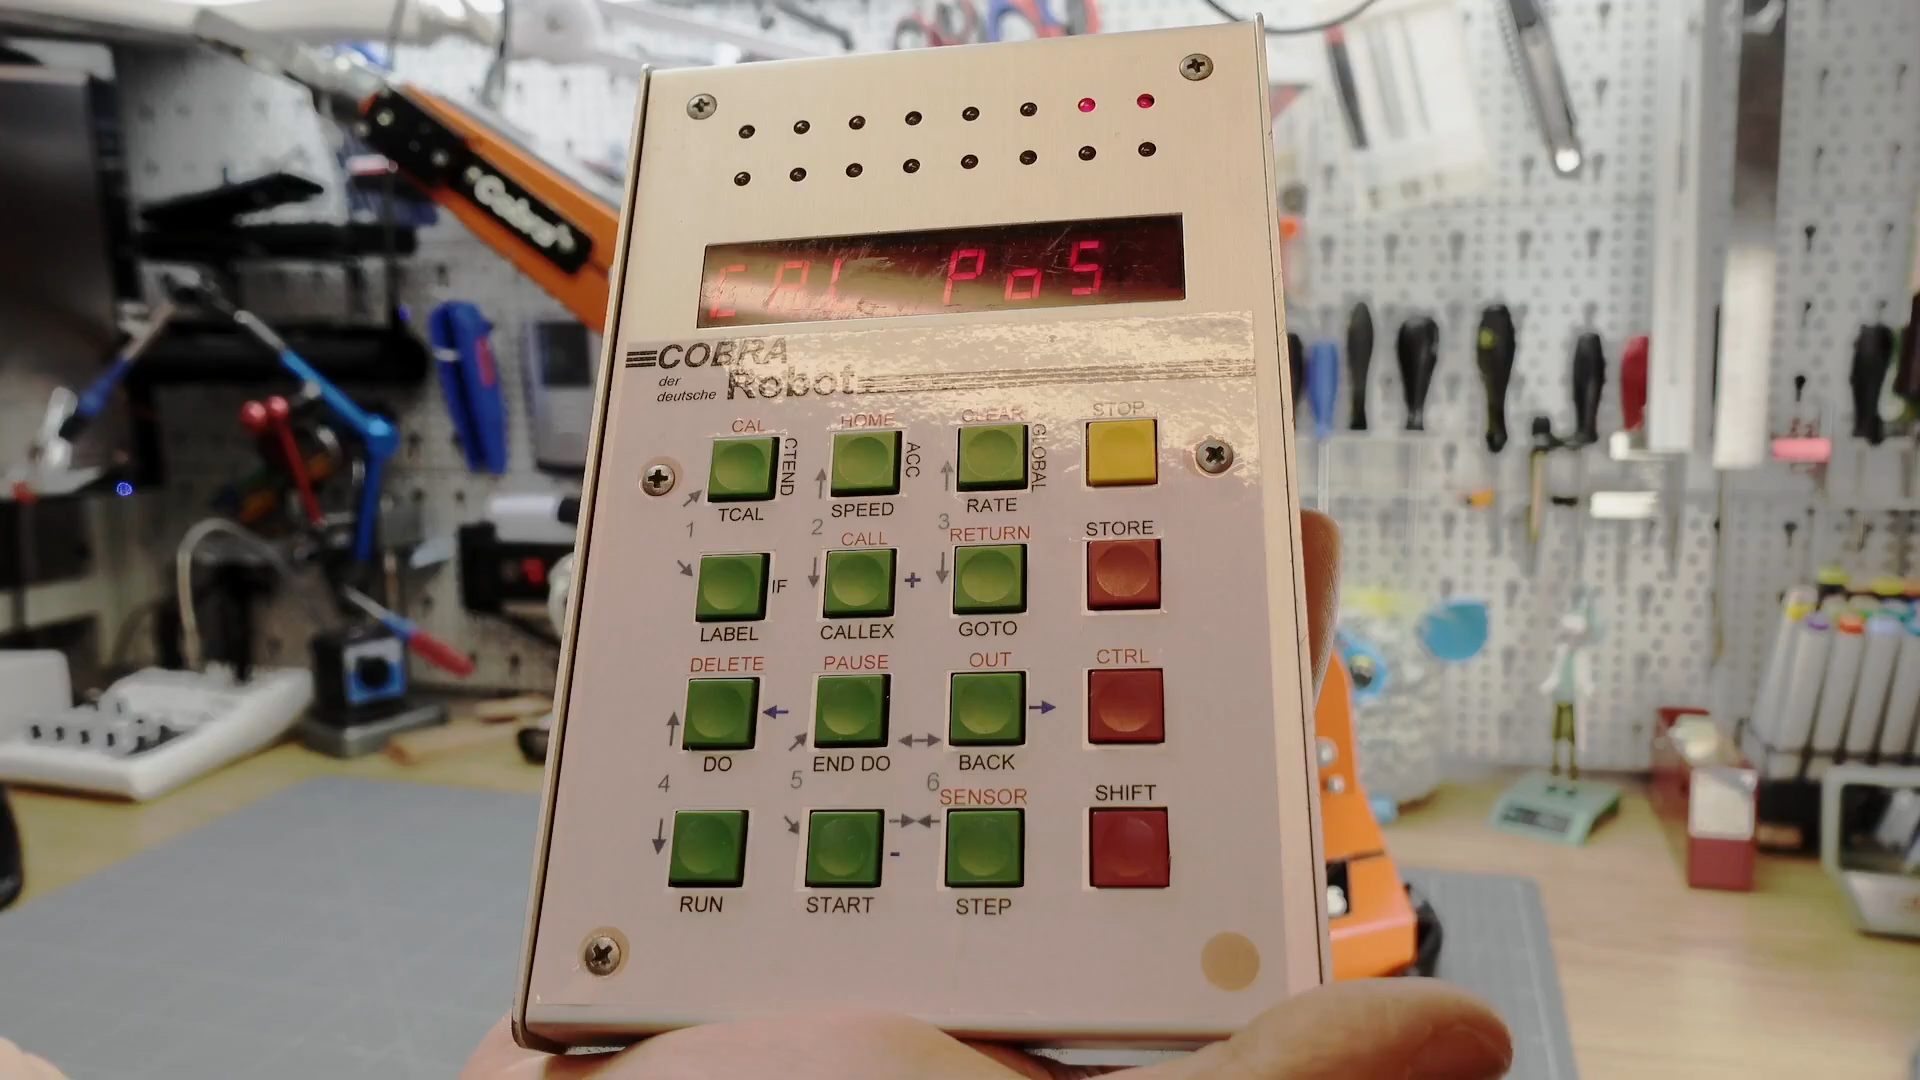 CAL PoS
COBRA
der deutsche Robot
CAL HOME CLEAR STOP
CTEND ACC GLOBAL
TCAL SPEED RATE
1 2 3
CALL RETURN STORE
IF +
LABEL CALLEX GOTO
DELETE PAUSE OUT CTRL
DO END DO BACK
4 5 6
SENSOR SHIFT
-
RUN START STEP